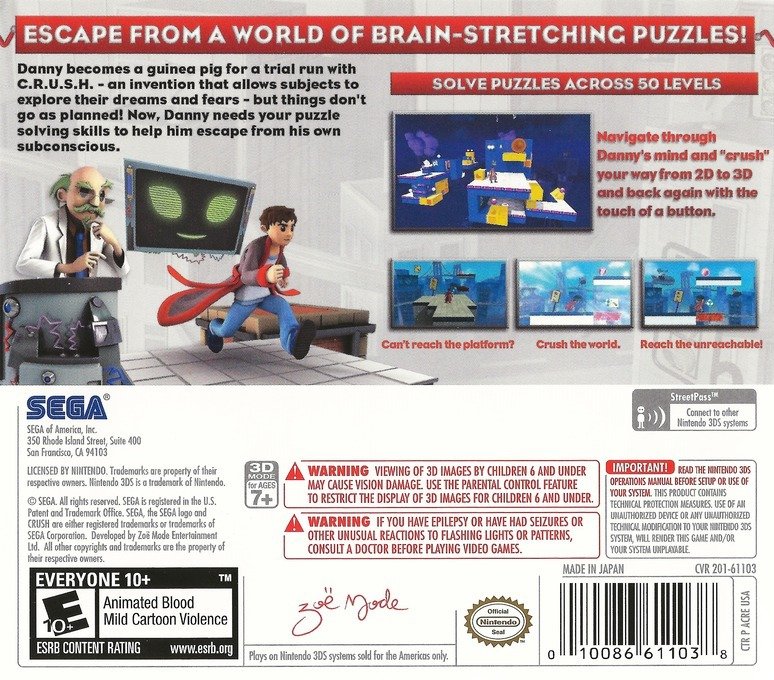 ESCAPE FROM A WORLD OF BRAIN-STRETCHING PUZZLES!
Danny becomes a guinea pig for a trial run with
C.R.U.S.H. - an invention that allows subjects to
explore their dreams and fears - but things don't
go as planned! Now, Danny needs your puzzle
solving skills to help him escape from his own
subconscious.
SOLVE PUZZLES ACROSS 50 LEVELS
Navigate through
Danny's mind and "crush"
your way from 2D to 3D
and back again with the
touch of a button.
Can't reach the platform?
Crush the world.
Reach the unreachable!
SEGA®
SEGA of America, Inc.
350 Rhode Island Street, Suite 400
San Francisco, CA 94103
LICENSED BY NINTENDO. Trademarks are property of their
respective owners. Nintendo 3DS is a trademark of Nintendo.
© SEGA. All rights reserved. SEGA is registered in the U.S.
Patent and Trademark Office. SEGA, the SEGA logo and
CRUSH are either registered trademarks or trademarks of
SEGA Corporation. Developed by Zoë Mode Entertainment
Ltd. All other copyrights and trademarks are the property of
their respective owners.
StreetPass™
Connect to other
Nintendo 3DS systems
3D
MODE
for AGES
7+
WARNING VIEWING OF 3D IMAGES BY CHILDREN 6 AND UNDER
MAY CAUSE VISION DAMAGE. USE THE PARENTAL CONTROL FEATURE
TO RESTRICT THE DISPLAY OF 3D IMAGES FOR CHILDREN 6 AND UNDER.
WARNING IF YOU HAVE EPILEPSY OR HAVE HAD SEIZURES OR
OTHER UNUSUAL REACTIONS TO FLASHING LIGHTS OR PATTERNS,
CONSULT A DOCTOR BEFORE PLAYING VIDEO GAMES.
IMPORTANT! READ THE NINTENDO 3DS
OPERATIONS MANUAL BEFORE SETUP OR USE OF
YOUR SYSTEM. THIS PRODUCT CONTAINS
TECHNICAL PROTECTION MEASURES. USE OF AN
UNAUTHORIZED DEVICE OR ANY UNAUTHORIZED
TECHNICAL MODIFICATION TO YOUR NINTENDO 3DS
SYSTEM, WILL RENDER THIS GAME AND/OR
YOUR SYSTEM UNPLAYABLE.
EVERYONE 10+ ™
E
10+
Animated Blood
Mild Cartoon Violence
ESRB CONTENT RATING www.esrb.org
zoë mode
Plays on Nintendo 3DS systems sold for the Americas only.
Official
Nintendo
Seal
MADE IN JAPAN CVR 201-61103
0 10086 61103 8
CTR P ACRE USA